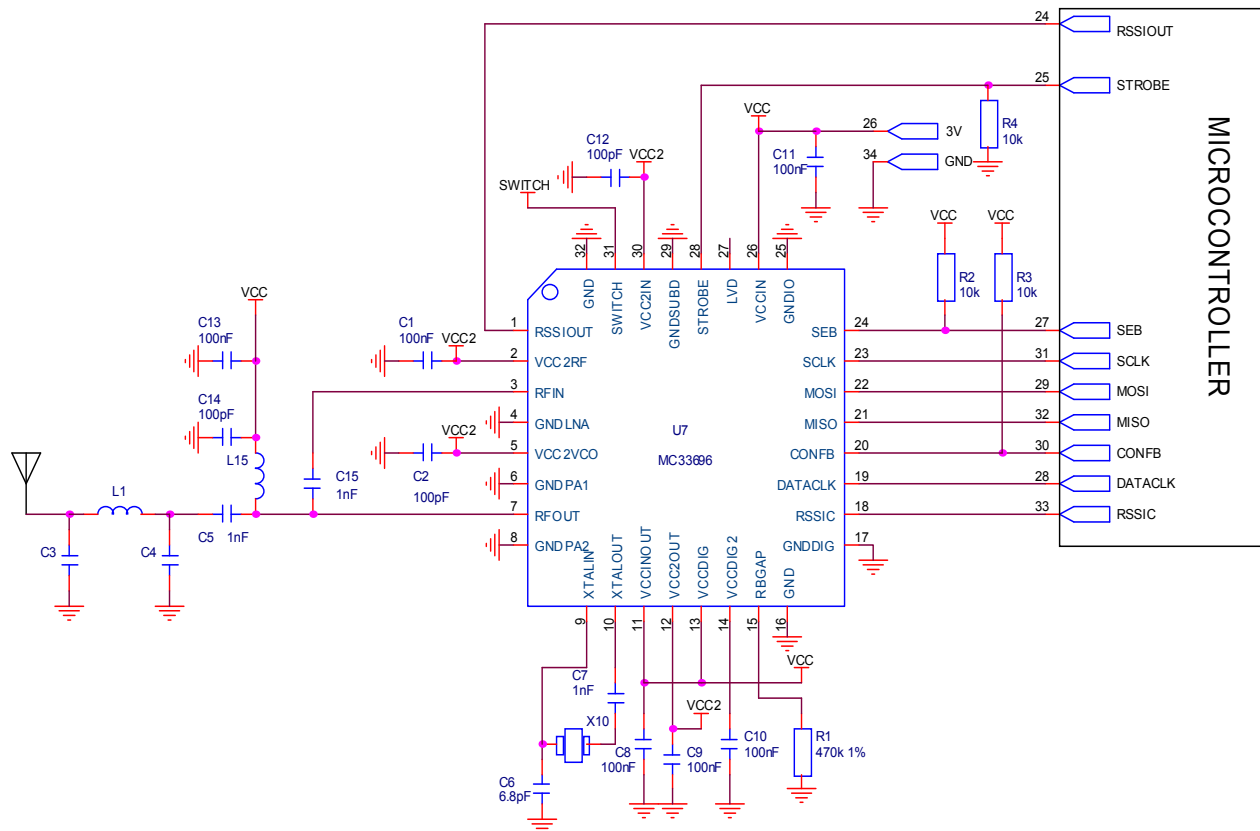 24
RSSIOUT
25
STROBE
VCC
26
3V
R4
10k
C12
100pF
VCC2
C11
100nF
34
GND
MICROCONTROLLER
SWITCH
VCC
VCC
32
31
30
29
28
27
26
25
GND
SWITCH
VCC2IN
GNDSUBD
STROBE
LVD
VCCIN
GNDIO
R2
10k
R3
10k
VCC
C13
100nF
C1
100nF
VCC2
1
RSSIOUT
SEB
24
27
SEB
2
VCC2RF
SCLK
23
31
SCLK
3
RFIN
MOSI
22
29
MOSI
C14
100pF
4
GNDLNA
MISO
21
32
MISO
U7
VCC2
5
VCC2VCO
CONFB
20
30
CONFB
MC33696
L15
C15
1nF
C2
100pF
6
GNDPA1
DATACLK
19
28
DATACLK
L1
7
RFOUT
RSSIC
18
33
RSSIC
C5
1nF
8
GNDPA2
GNDDIG
17
C3
C4
XTALIN
XTALOUT
VCCINOUT
VCC2OUT
VCCDIG
VCCDIG2
RBGAP
GND
9
10
11
12
13
14
15
16
C7
1nF
VCC
VCC2
X10
C8
100nF
C9
100nF
C10
100nF
R1
470k 1%
C6
6.8pF